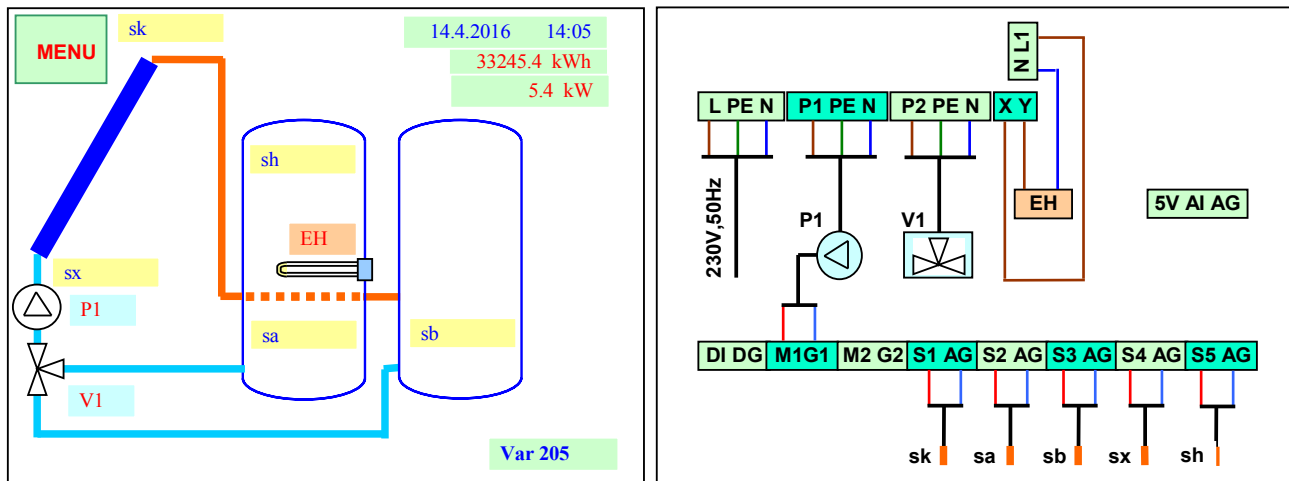 sk
MENU
14.4.2016 14:05
33245.4 kWh
5.4 kW
sh
EH
sx
P1
sa
sb
V1
Var 205
N L1
L PE N
P1 PE N
P2 PE N
X Y
230V,50Hz
P1
V1
EH
5V AI AG
DI DG
M1G1
M2 G2
S1 AG
S2 AG
S3 AG
S4 AG
S5 AG
sk
sa
sb
sx
sh